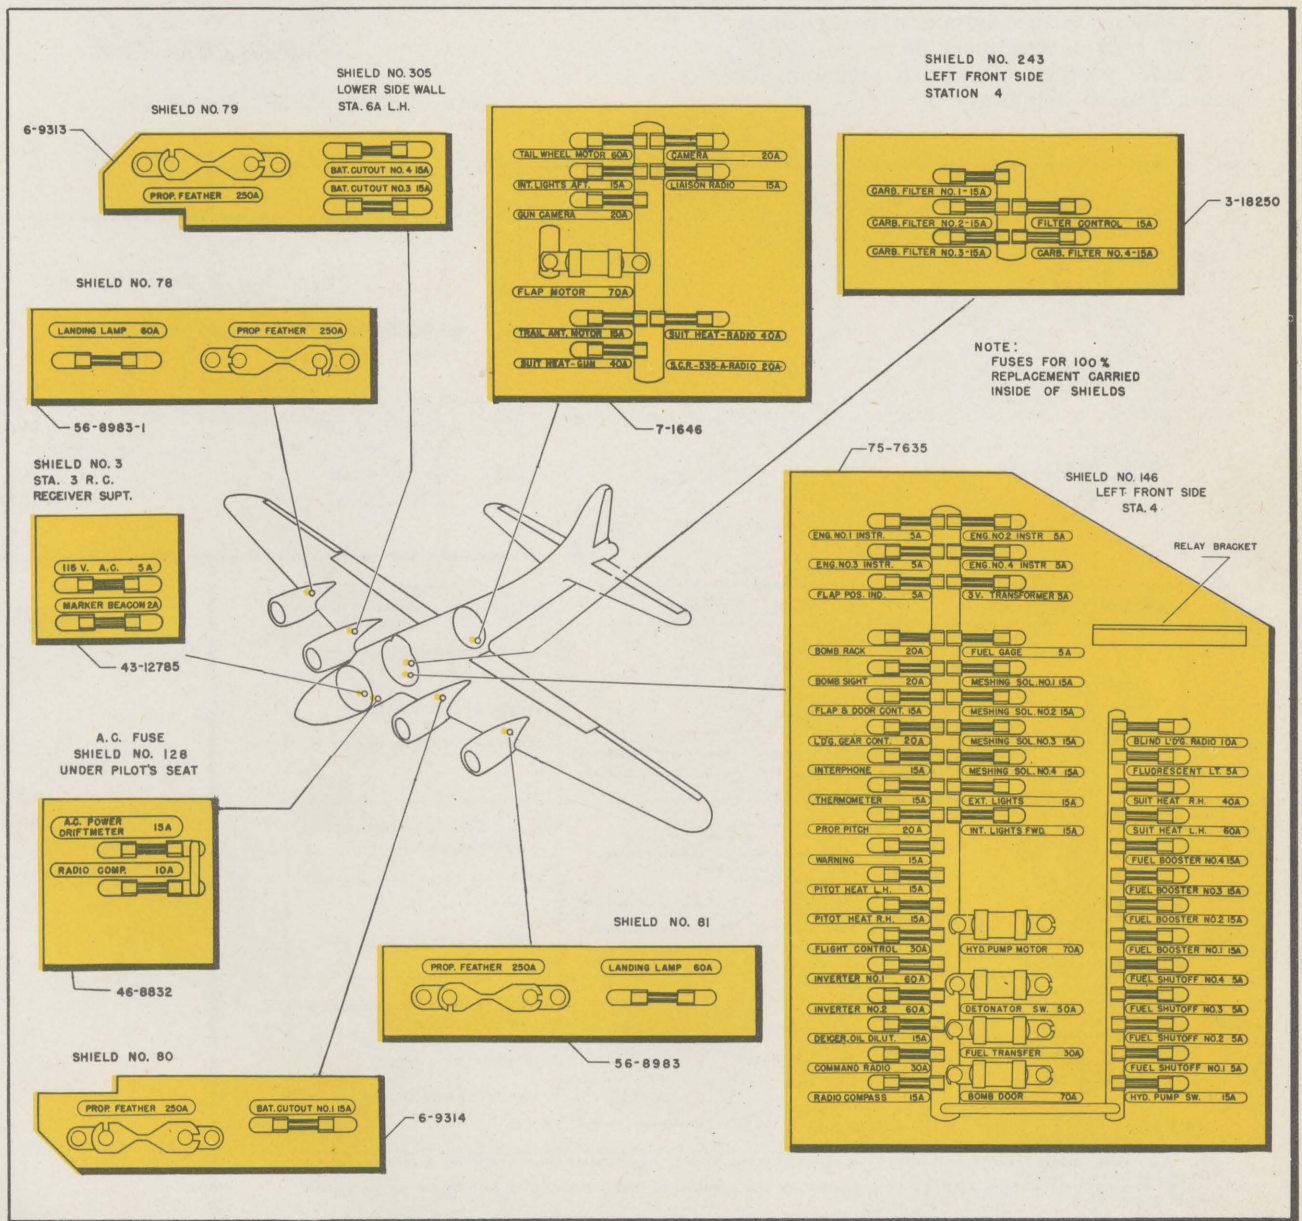 SHIELD NO. 79
SHIELD NO. 305
LOWER SIDE WALL
STA. 6A L.H.
6-9313
PROP. FEATHER 250A
BAT. CUTOUT NO. 4 15A
BAT. CUTOUT NO. 3 15A
TAIL WHEEL MOTOR 60A
CAMERA 20A
INT. LIGHTS AFT. 15A
LIAISON RADIO 15A
GUN CAMERA 20A
FLAP MOTOR 70A
TRAIL ANT. MOTOR 15A
SUIT HEAT-RADIO 40A
SUIT HEAT-GUN 40A
S.C.R.-535-A-RADIO 20A
7-1646
SHIELD NO. 243
LEFT FRONT SIDE
STATION 4
CARB. FILTER NO. 1-15A
CARB. FILTER NO. 2-15A
FILTER CONTROL 15A
CARB. FILTER NO. 3-15A
CARB. FILTER NO. 4-15A
3-18250
NOTE:
FUSES FOR 100%
REPLACEMENT CARRIED
INSIDE OF SHIELDS
SHIELD NO. 78
LANDING LAMP 60A
PROP FEATHER 250A
56-8983-1
SHIELD NO. 3
STA. 3 R.C.
RECEIVER SUPT.
115 V. A.C. 5A
MARKER BEACON 2A
43-12785
A.C. FUSE
SHIELD NO. 128
UNDER PILOT'S SEAT
A.C. POWER
DRIFTMETER 15A
RADIO COMP. 10A
46-8832
SHIELD NO. 80
PROP. FEATHER 250A
BAT. CUTOUT NO. 1 15A
6-9314
SHIELD NO. 81
PROP. FEATHER 250A
LANDING LAMP 60A
56-8983
75-7635
SHIELD NO. 146
LEFT FRONT SIDE
STA. 4
RELAY BRACKET
ENG. NO. 1 INSTR. 5A
ENG. NO. 2 INSTR 5A
ENG. NO. 3 INSTR. 5A
ENG. NO. 4 INSTR 5A
FLAP POS. IND. 5A
3V. TRANSFORMER 5A
BOMB RACK 20A
FUEL GAGE 5A
BOMB SIGHT 20A
MESHING SOL. NO. 1 15A
FLAP & DOOR CONT. 15A
MESHING SOL. NO. 2 15A
L'D'G. GEAR CONT. 20A
MESHING SOL. NO. 3 15A
INTERPHONE 15A
MESHING SOL. NO. 4 15A
THERMOMETER 15A
EXT. LIGHTS 15A
PROP. PITCH 20A
INT. LIGHTS FWD. 15A
WARNING 15A
PITOT HEAT L.H. 15A
PITOT HEAT R.H. 15A
FLIGHT CONTROL 30A
HYD. PUMP MOTOR 70A
INVERTER NO. 1 60A
INVERTER NO. 2 60A
DETONATOR SW. 50A
DEICER, OIL DILUT. 15A
FUEL TRANSFER 30A
COMMAND RADIO 30A
RADIO COMPASS 15A
BOMB DOOR 70A
BLIND L'D'G. RADIO 10A
FLUORESCENT LT. 5A
SUIT HEAT R.H. 40A
SUIT HEAT L.H. 60A
FUEL BOOSTER NO. 4 15A
FUEL BOOSTER NO. 3 15A
FUEL BOOSTER NO. 2 15A
FUEL BOOSTER NO. 1 15A
FUEL SHUTOFF NO. 4 5A
FUEL SHUTOFF NO. 3 5A
FUEL SHUTOFF NO. 2 5A
FUEL SHUTOFF NO. 1 5A
HYD. PUMP SW. 15A